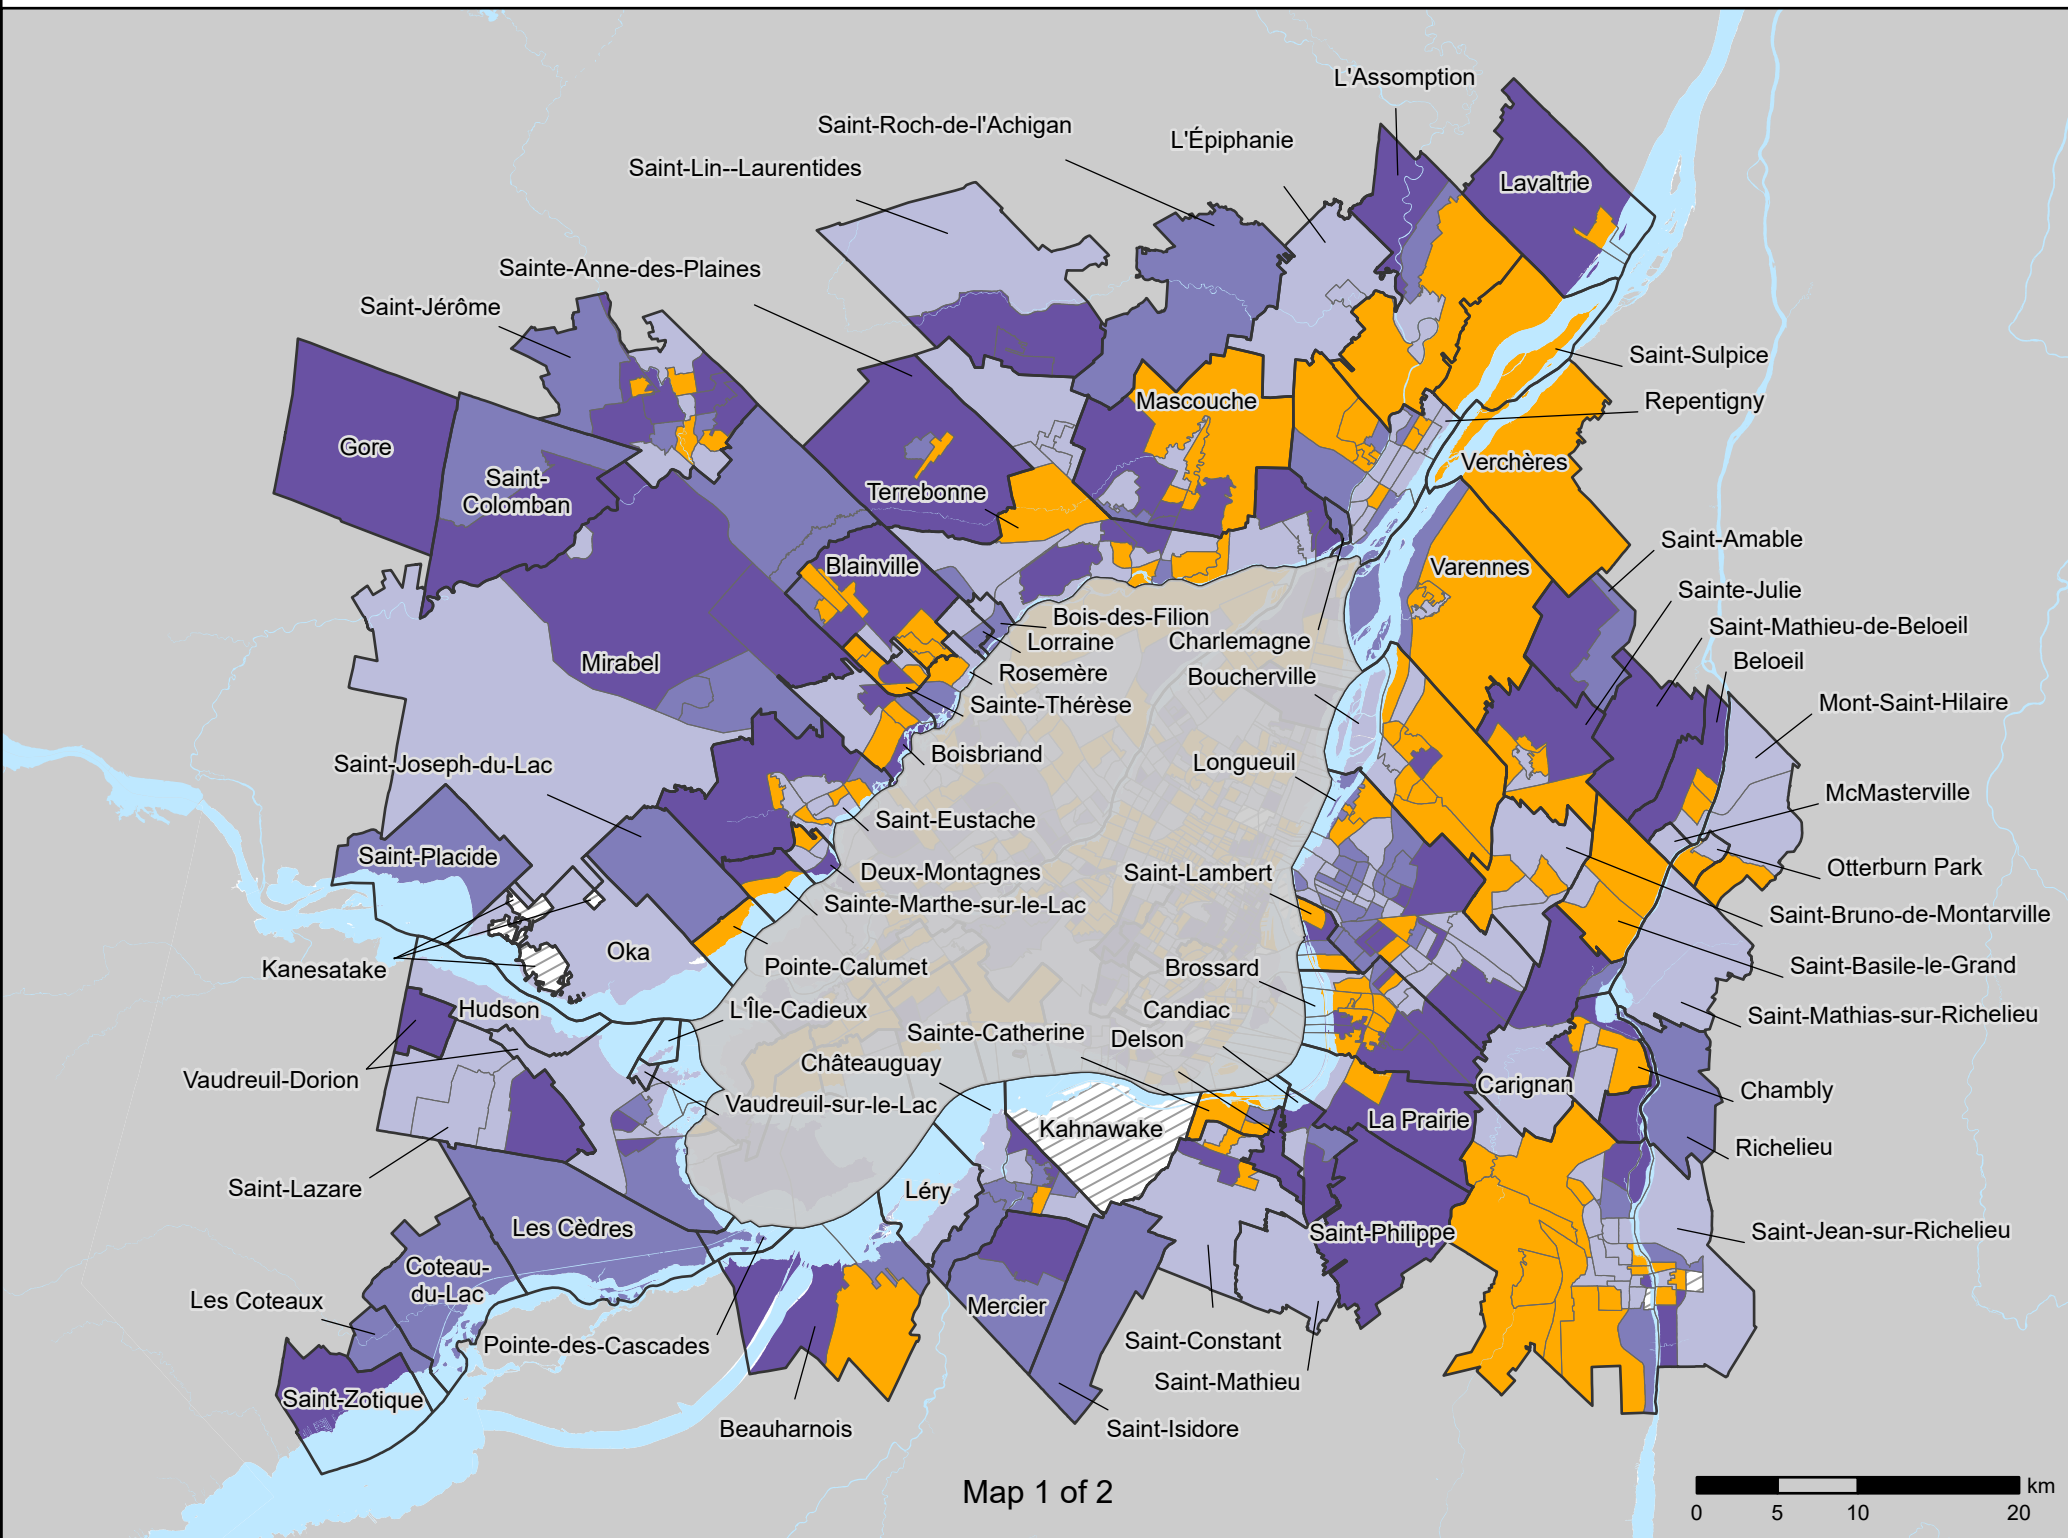 L'Assomption
Saint-Roch-de-l'Achigan
L'Épiphanie
Saint-Lin--Laurentides
Lavaltrie
Sainte-Anne-des-Plaines
Saint-Jérôme
Saint-Sulpice
Mascouche
Repentigny
Gore
Saint-
Colomban
Verchères
Terrebonne
Saint-Amable
Blainville
Varennes
Sainte-Julie
Bois-des-Filion
Saint-Mathieu-de-Beloeil
Lorraine
Charlemagne
Mirabel
Beloeil
Rosemère
Boucherville
Mont-Saint-Hilaire
Sainte-Thérèse
Boisbriand
Saint-Joseph-du-Lac
Longueuil
McMasterville
Saint-Eustache
Saint-Placide
Otterburn Park
Deux-Montagnes
Saint-Lambert
Sainte-Marthe-sur-le-Lac
Saint-Bruno-de-Montarville
Oka
Kanesatake
Pointe-Calumet
Brossard
Saint-Basile-le-Grand
Hudson
L'Île-Cadieux
Candiac
Saint-Mathias-sur-Richelieu
Sainte-Catherine
Delson
Châteauguay
Vaudreuil-Dorion
Carignan
Chambly
Vaudreuil-sur-le-Lac
Kahnawake
La Prairie
Richelieu
Saint-Lazare
Léry
Les Cèdres
Saint-Philippe
Saint-Jean-sur-Richelieu
Coteau-
du-Lac
Les Coteaux
Mercier
Pointe-des-Cascades
Saint-Constant
Saint-Mathieu
Saint-Zotique
Beauharnois
Saint-Isidore
Map 1 of 2
km
0 5 10 20